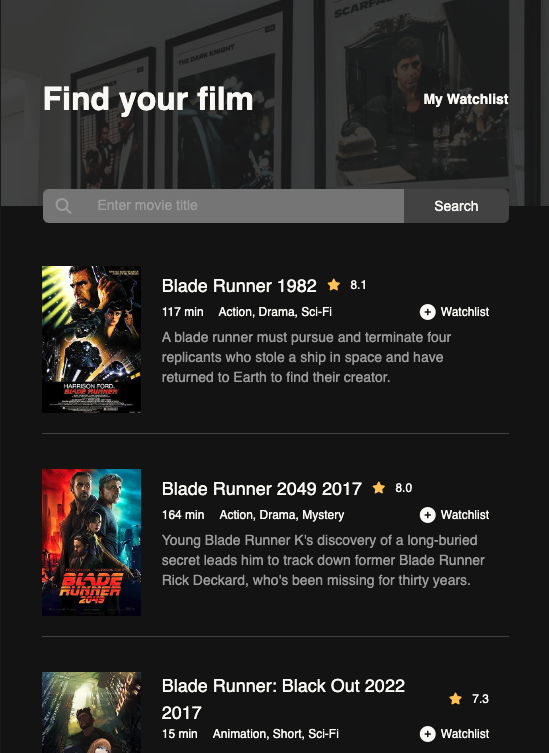 SCARFACE
THE DARK KNIGHT
Find your film
My Watchlist
Enter movie title
Search
Blade Runner 1982 8.1
117 min Action, Drama, Sci-Fi Watchlist
A blade runner must pursue and terminate four
replicants who stole a ship in space and have
returned to Earth to find their creator.
HARRISON FORD
BLADE RUNNER
Blade Runner 2049 2017 8.0
164 min Action, Drama, Mystery Watchlist
Young Blade Runner K's discovery of a long-buried
secret leads him to track down former Blade Runner
Rick Deckard, who's been missing for thirty years.
BLADE
RUNNER
2049
Blade Runner: Black Out 2022
2017
7.3
15 min Animation, Short, Sci-Fi Watchlist